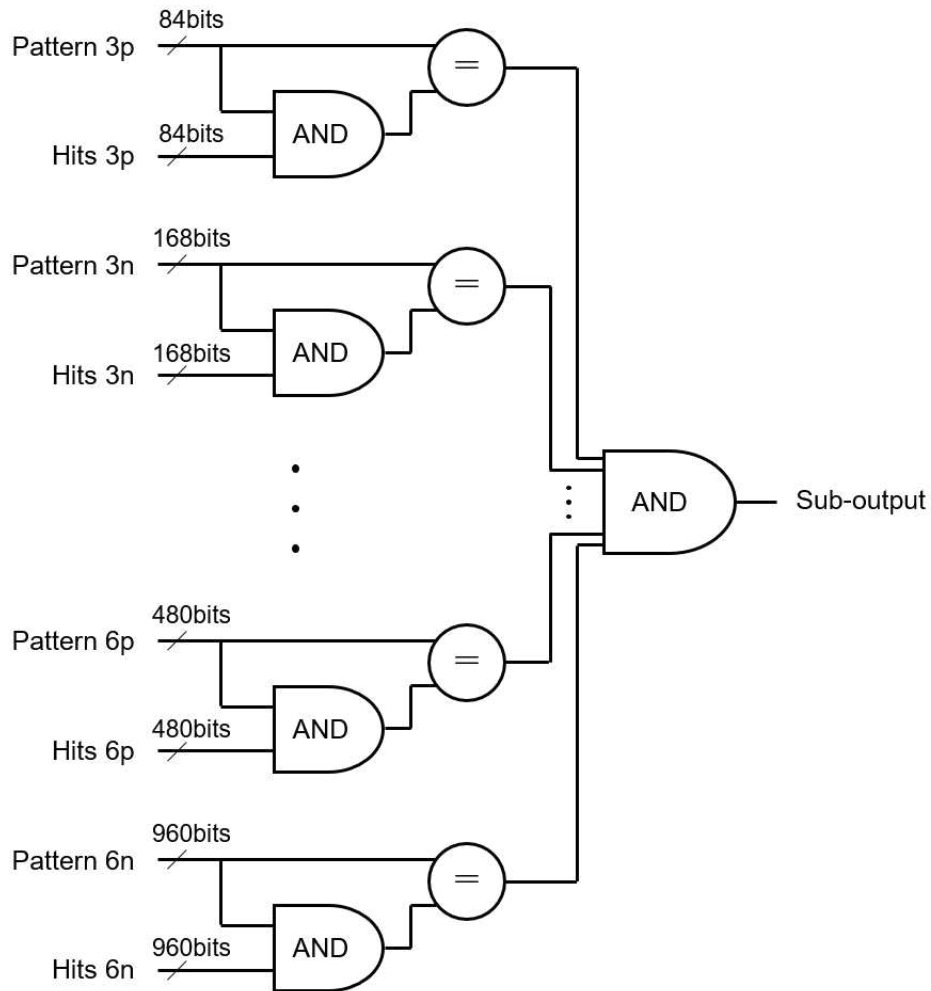 84bits
Pattern 3p
==
AND
84bits
Hits 3p
168bits
Pattern 3n
==
AND
168bits
Hits 3n
AND
Sub-output
480bits
Pattern 6p
==
AND
480bits
Hits 6p
960bits
Pattern 6n
==
AND
960bits
Hits 6n